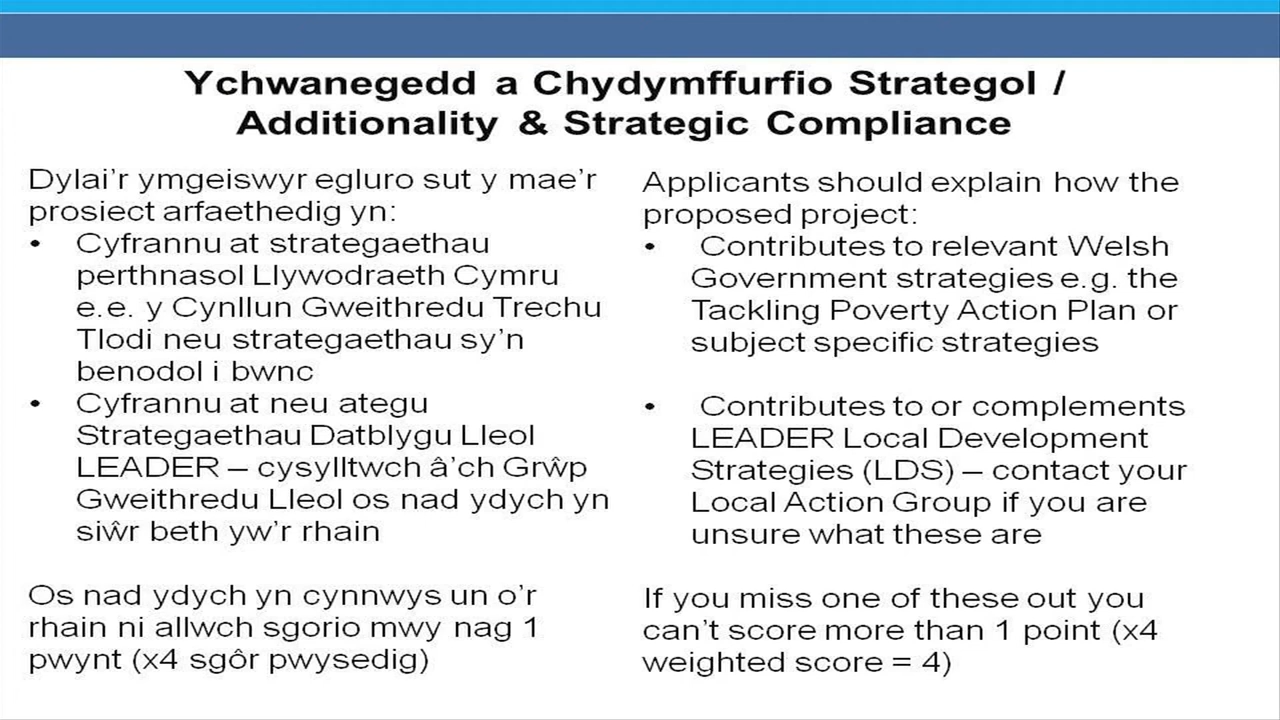 Ychwanegedd a Chydymffurfio Strategol /
Additionality & Strategic Compliance
Dylai'r ymgeiswyr egluro sut y mae'r
prosiect arfaethedig yn:
• Cyfrannu at strategaethau
perthnasol Llywodraeth Cymru
e.e. y Cynllun Gweithredu Trechu
Tlodi neu strategaethau sy'n
benodol i bwnc
• Cyfrannu at neu ategu
Strategaethau Datblygu Lleol
LEADER – cysylltwch â'ch Grŵp
Gweithredu Lleol os nad ydych yn
siŵr beth yw'r rhain
Os nad ydych yn cynnwys un o'r
rhain ni allwch sgorio mwy nag 1
pwynt (x4 sgôr pwysedig)
Applicants should explain how the
proposed project:
• Contributes to relevant Welsh
Government strategies e.g. the
Tackling Poverty Action Plan or
subject specific strategies
• Contributes to or complements
LEADER Local Development
Strategies (LDS) – contact your
Local Action Group if you are
unsure what these are
If you miss one of these out you
can't score more than 1 point (x4
weighted score = 4)